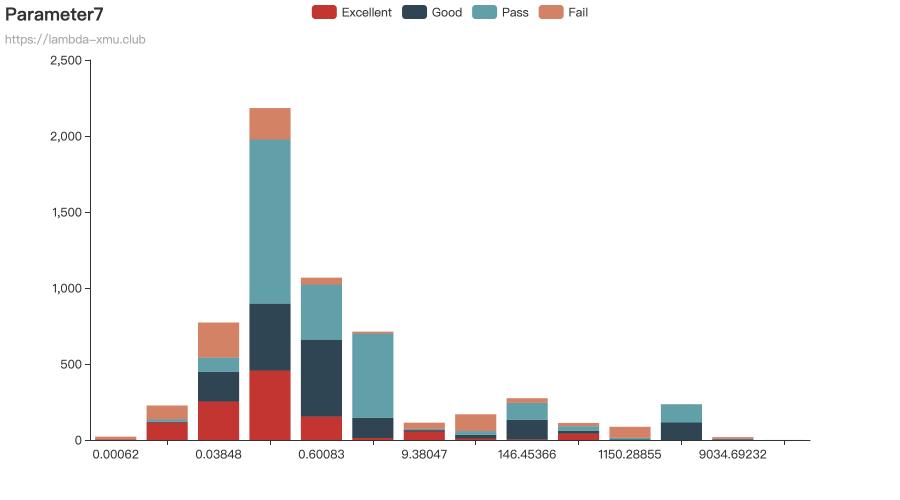 Parameter7
Excellent Good Pass Fail
https://lambda-xmu.club
2,500
2,000
1,500
1,000
500
0
0.00062 0.03848 0.60083 9.38047 146.45366 1150.28855 9034.69232